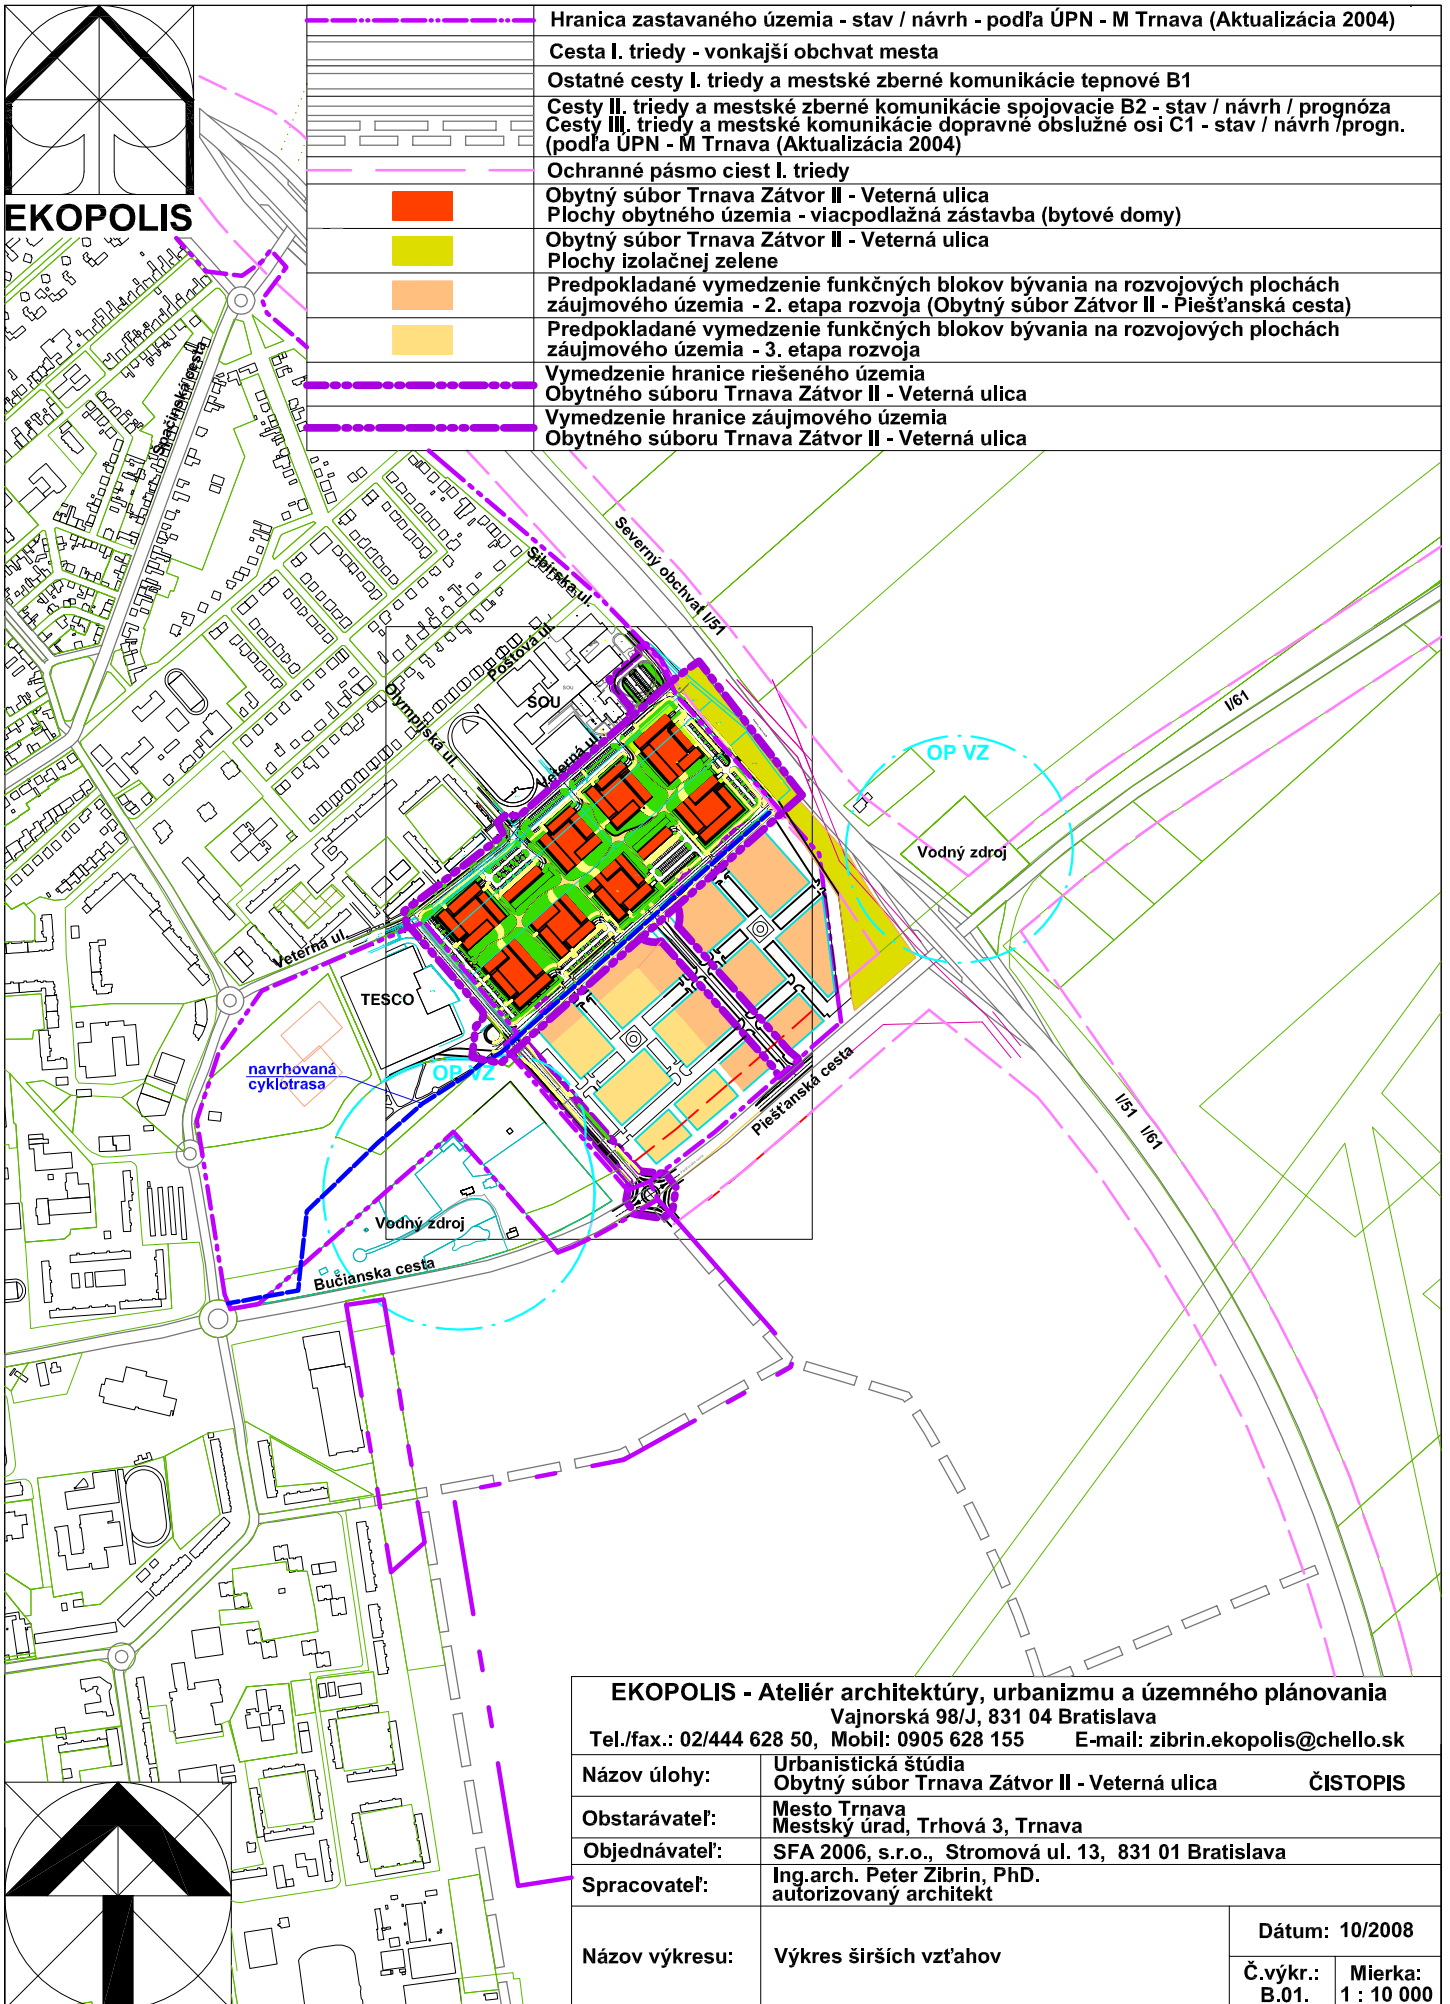 EKOPOLIS
Hranica zastavaného územia - stav / návrh - podľa ÚPN - M Trnava (Aktualizácia 2004)
Cesta I. triedy - vonkajší obchvat mesta
Ostatné cesty I. triedy a mestské zberné komunikácie tepnové B1
Cesty II. triedy a mestské zberné komunikácie spojovacie B2 - stav / návrh / prognóza
Cesty III. triedy a mestské komunikácie dopravné obslužné osi C1 - stav / návrh /progn.
(podľa ÚPN - M Trnava (Aktualizácia 2004)
Ochranné pásmo ciest I. triedy
Obytný súbor Trnava Zátvor II - Veterná ulica
Plochy obytného územia - viacpodlažná zástavba (bytové domy)
Obytný súbor Trnava Zátvor II - Veterná ulica
Plochy izolačnej zelene
Predpokladané vymedzenie funkčných blokov bývania na rozvojových plochách
záujmového územia - 2. etapa rozvoja (Obytný súbor Zátvor II - Piešťanská cesta)
Predpokladané vymedzenie funkčných blokov bývania na rozvojových plochách
záujmového územia - 3. etapa rozvoja
Vymedzenie hranice riešeného územia
Obytného súboru Trnava Zátvor II - Veterná ulica
Vymedzenie hranice záujmového územia
Obytného súboru Trnava Zátvor II - Veterná ulica
Špačinská cesta
Severný obchvat I/51
Sibírska ul.
Poštová ul.
Olympijská ul.
SOU
SOU
Veterná ul.
I/61
OP VZ
Vodný zdroj
Veterná ul.
TESCO
navrhovaná
cyklotrasa
OP VZ
Piešťanská cesta
I/51 I/61
Vodný zdroj
Bučianska cesta
EKOPOLIS - Ateliér architektúry, urbanizmu a územného plánovania
Vajnorská 98/J, 831 04 Bratislava
Tel./fax.: 02/444 628 50, Mobil: 0905 628 155 E-mail: zibrin.ekopolis@chello.sk
Názov úlohy: Urbanistická štúdia
Obytný súbor Trnava Zátvor II - Veterná ulica ČISTOPIS
Obstarávateľ: Mesto Trnava
Mestský úrad, Trhová 3, Trnava
Objednávateľ: SFA 2006, s.r.o., Stromová ul. 13, 831 01 Bratislava
Spracovateľ: Ing.arch. Peter Zibrin, PhD.
autorizovaný architekt
Názov výkresu: Výkres širších vzťahov
Dátum: 10/2008
Č.výkr.: B.01.
Mierka: 1 : 10 000